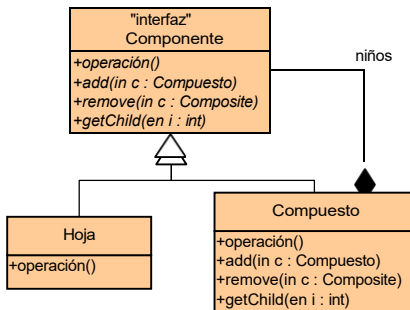 "interfaz"
Componente
+operación()
+add(in c : Compuesto)
+remove(in c : Composite)
+getChild(en i : int)
niños
Hoja
+operación()
Compuesto
+operación()
+add(in c : Compuesto)
+remove(in c : Composite)
+getChild(en i : int)